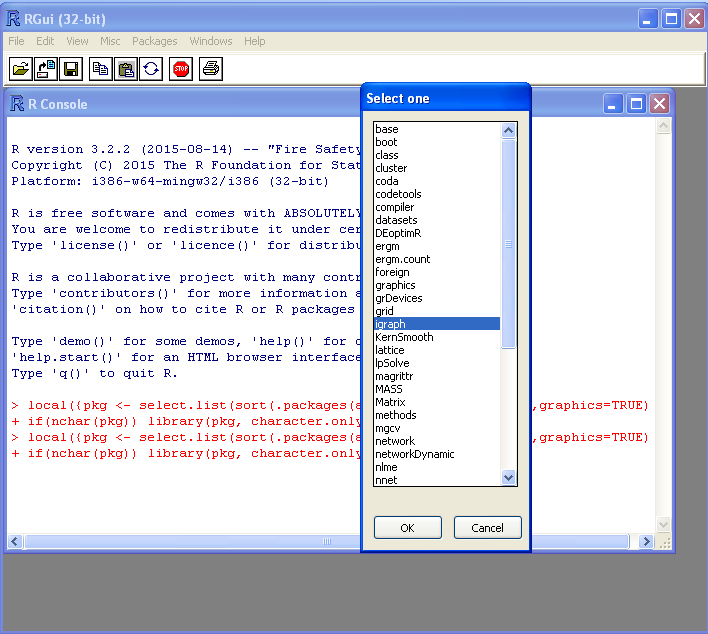 RGui (32-bit)
File Edit View Misc Packages Windows Help
STOP
R Console
R version 3.2.2 (2015-08-14) -- "Fire Safety
Copyright (C) 2015 The R Foundation for Stat
Platform: i386-w64-mingw32/i386 (32-bit)
R is free software and comes with ABSOLUTELY
You are welcome to redistribute it under cer
Type 'license()' or 'licence()' for distribu
R is a collaborative project with many contr
Type 'contributors()' for more information a
'citation()' on how to cite R or R packages
Type 'demo()' for some demos, 'help()' for o
'help.start()' for an HTML browser interface
Type 'q()' to quit R.
> local({pkg <- select.list(sort(.packages(a ,graphics=TRUE)
+ if(nchar(pkg)) library(pkg, character.only
> local({pkg <- select.list(sort(.packages(a ,graphics=TRUE)
+ if(nchar(pkg)) library(pkg, character.only
Select one
base
boot
class
cluster
coda
codetools
compiler
datasets
DEoptimR
ergm
ergm.count
foreign
graphics
grDevices
grid
igraph
KernSmooth
lattice
lpSolve
magrittr
MASS
Matrix
methods
mgcv
network
networkDynamic
nlme
nnet
OK Cancel